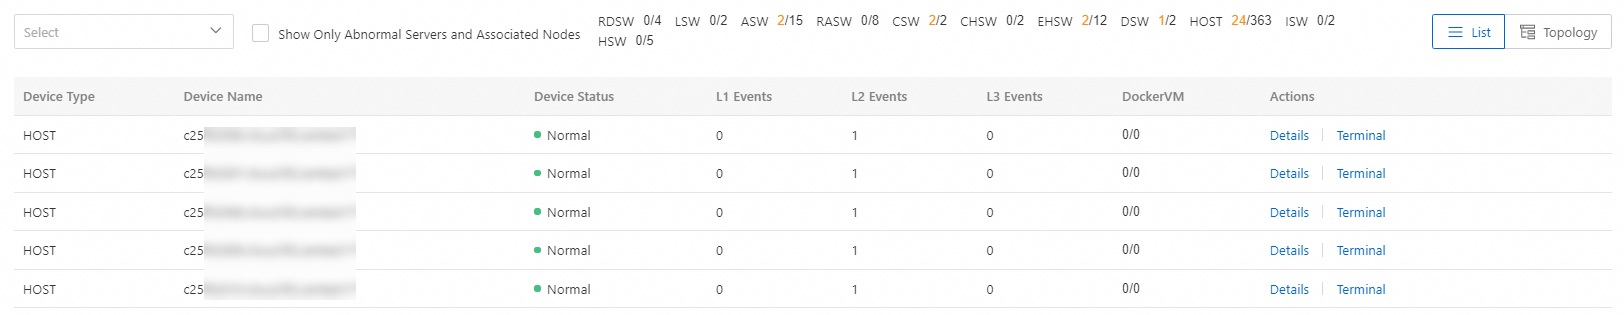 Select
Show Only Abnormal Servers and Associated Nodes
RDSW 0/4 LSW 0/2 ASW 2/15 RASW 0/8 CSW 2/2 CHSW 0/2 EHSW 2/12 DSW 1/2 HOST 24/363 ISW 0/2
HSW 0/5
List Topology
Device Type Device Name Device Status L1 Events L2 Events L3 Events DockerVM Actions
HOST c25 Normal 0 1 0 0/0 Details Terminal
HOST c25 Normal 0 1 0 0/0 Details Terminal
HOST c25 Normal 0 1 0 0/0 Details Terminal
HOST c25 Normal 0 1 0 0/0 Details Terminal
HOST c25 Normal 0 1 0 0/0 Details Terminal